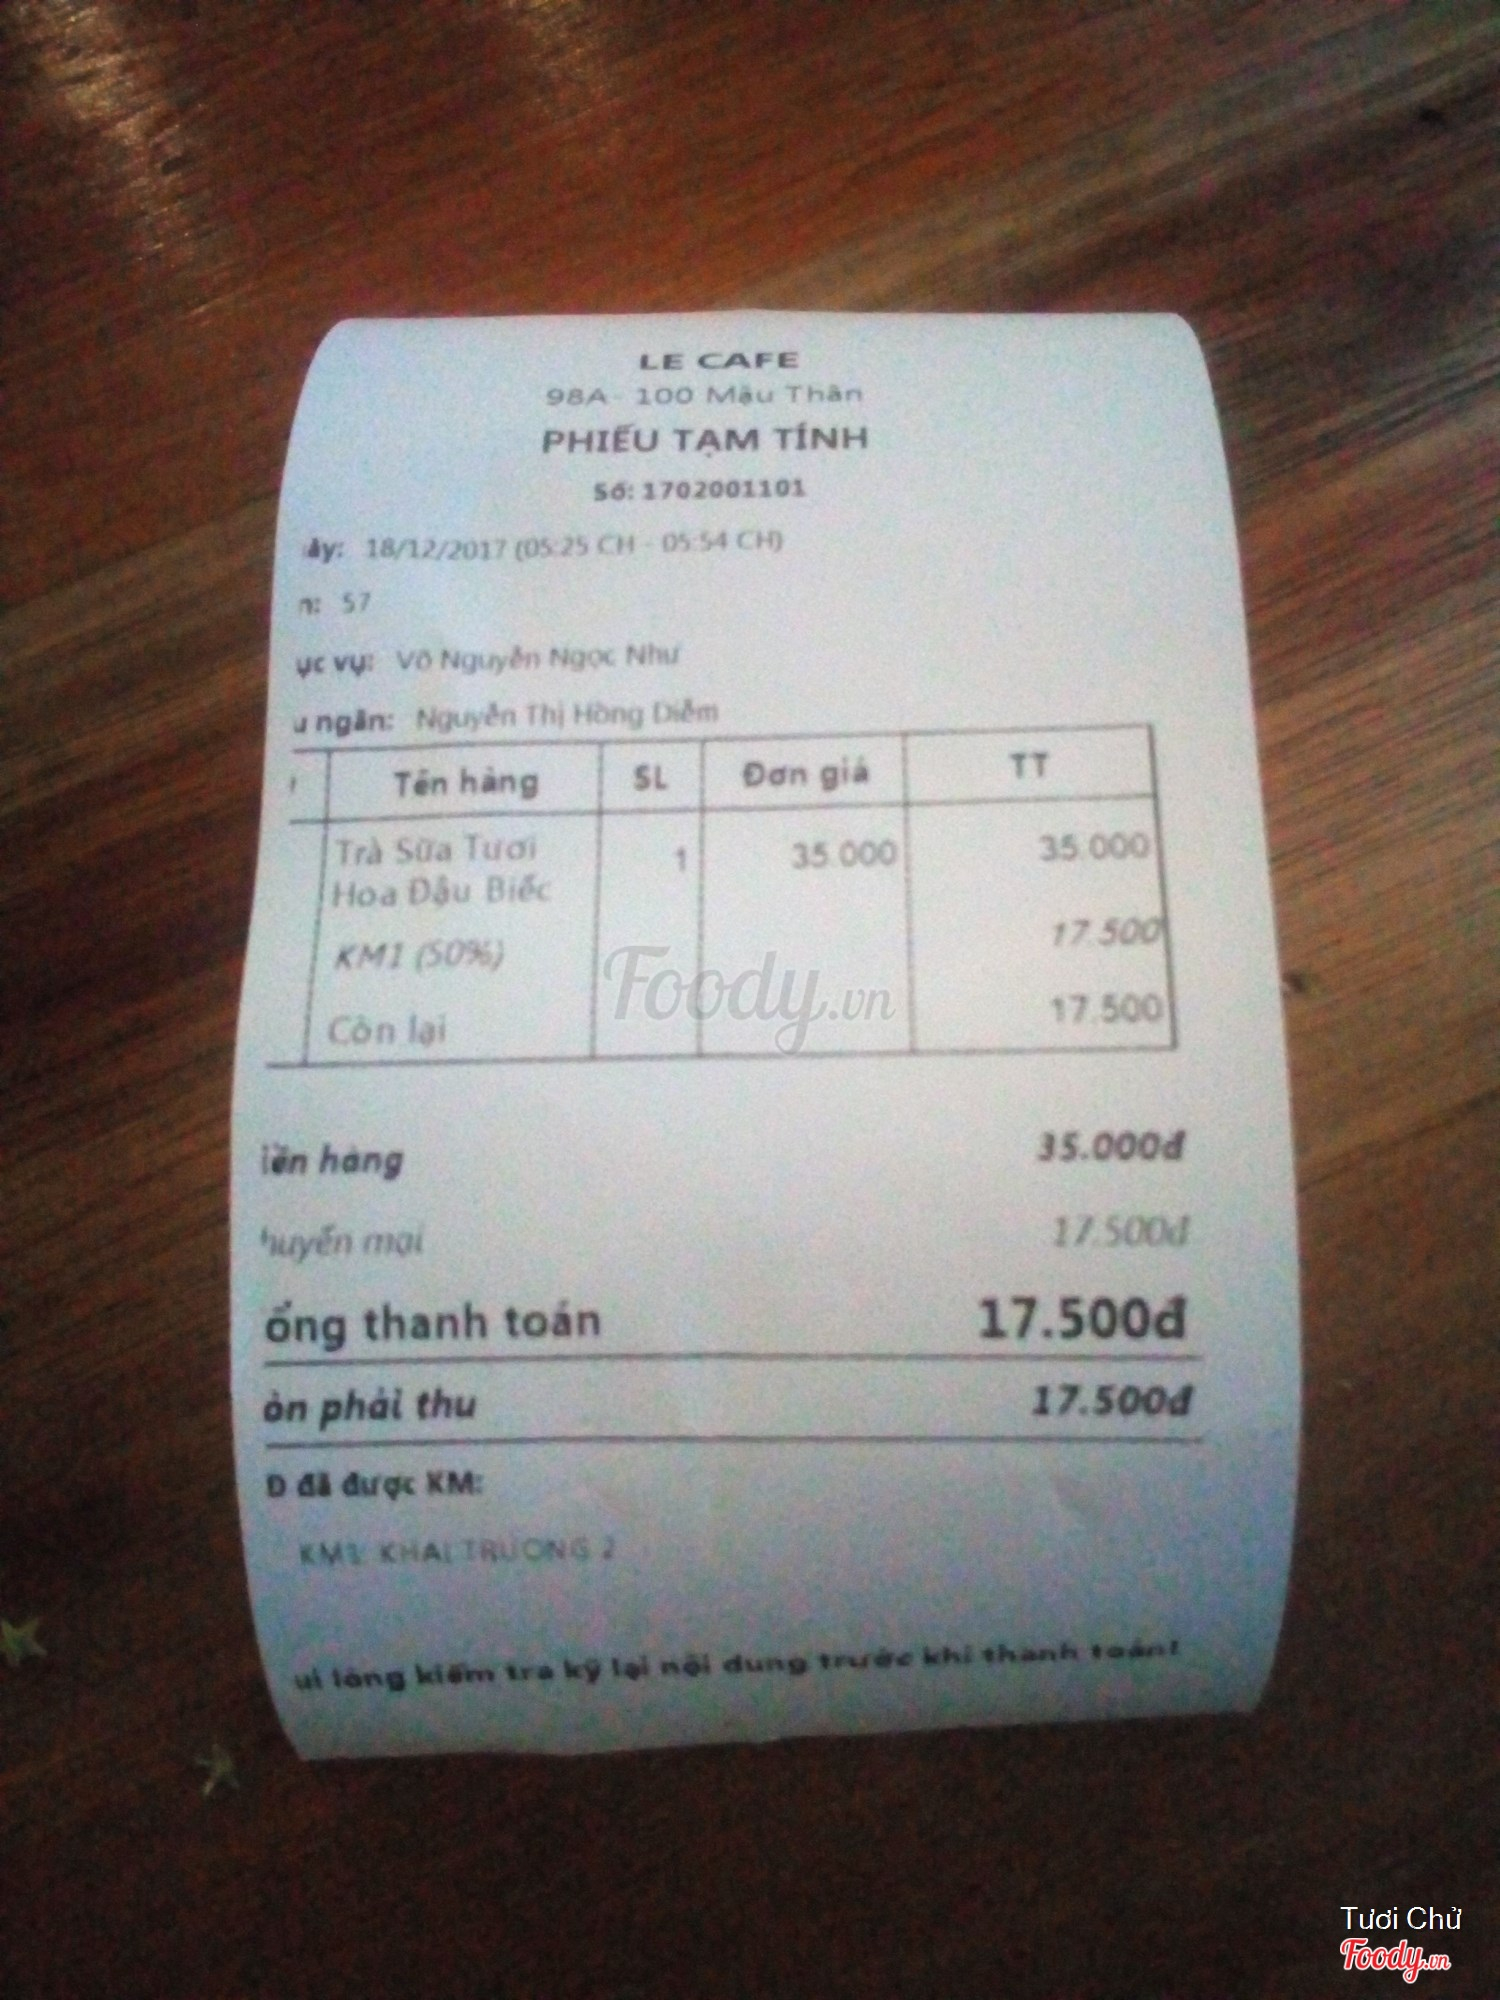 LE CAFE
98A - 100 Mậu Thân
PHIẾU TẠM TÍNH
Số: 1702001101
ày: 18/12/2017 (05:25 CH - 05:54 CH)
n: 57
ục vụ: Võ Nguyễn Ngọc Như
u ngân: Nguyễn Thị Hồng Diễm
Tên hàng SL Đơn giá TT
Trà Sữa Tươi 1 35.000 35.000
Hoa Đậu Biếc
KM1 (50%) 17.500
Còn lại 17.500
Foody.vn
iền hàng 35.000đ
huyến mại 17.500đ
ổng thanh toán 17.500đ
òn phải thu 17.500đ
Đ đã được KM:
KM1: KHAI TRƯƠNG 2
ui lòng kiểm tra kỹ lại nội dung trước khi thanh toán!
Tươi Chử
Foody.vn